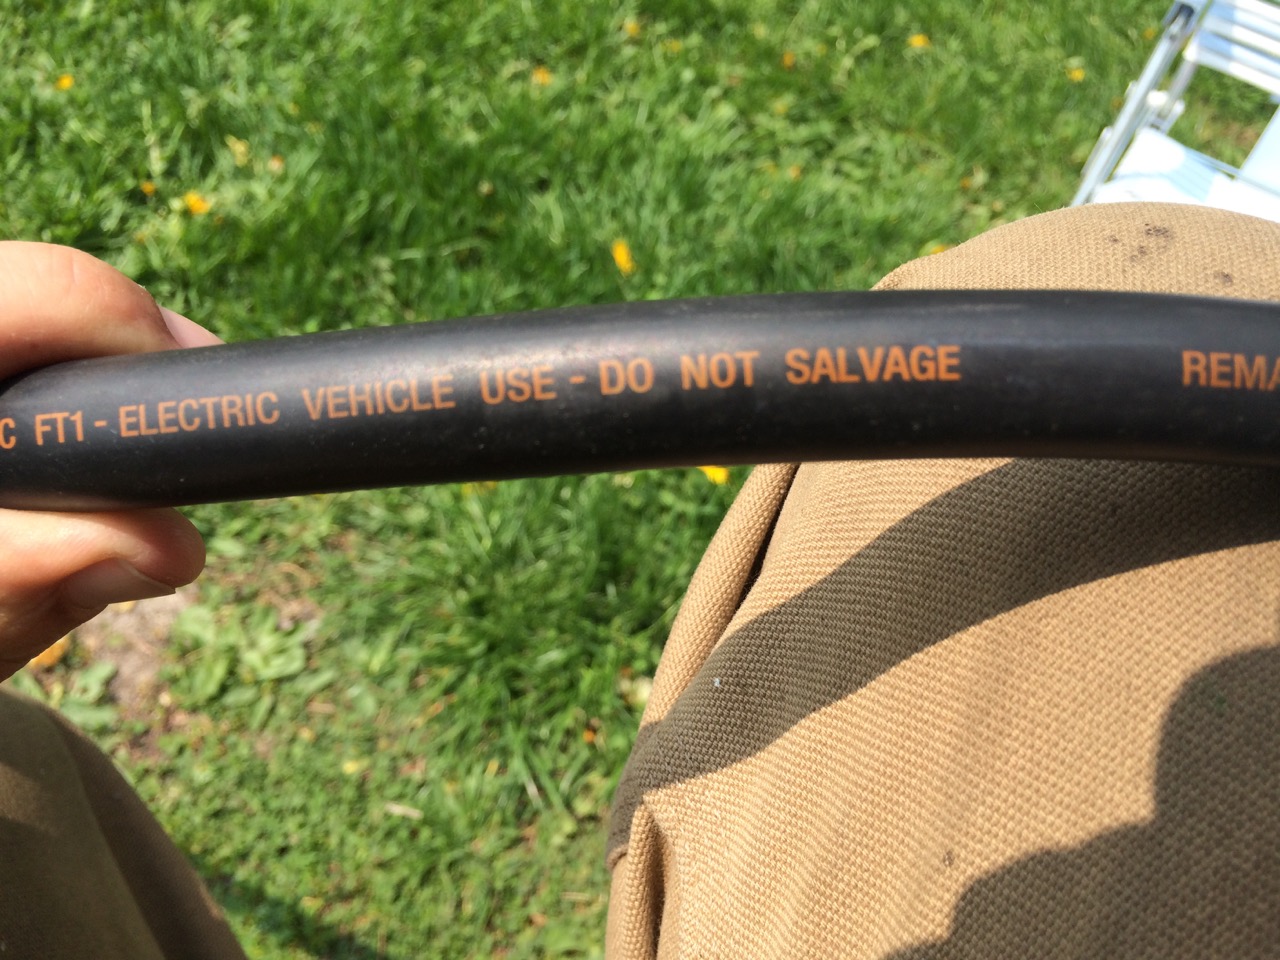 C FT1 - ELECTRIC VEHICLE USE - DO NOT SALVAGE REMA